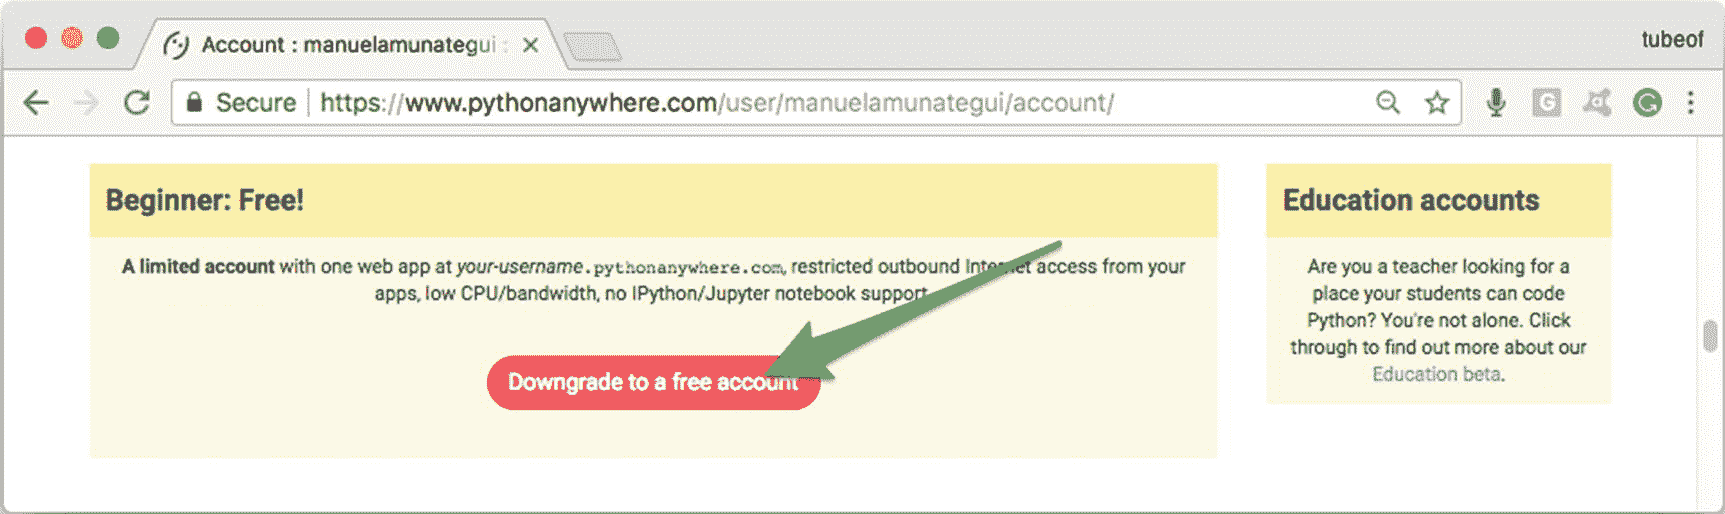 Account : manuelamunategui :
tubeof
Secure
https://www.pythonanywhere.com/user/manuelamunategui/account/
Beginner: Free!
A limited account with one web app at your-username.pythonanywhere.com, restricted outbound Internet access from your
apps, low CPU/bandwidth, no IPython/Jupyter notebook support.
Downgrade to a free account
Education accounts
Are you a teacher looking for a
place your students can code
Python? You're not alone. Click
through to find out more about our
Education beta.